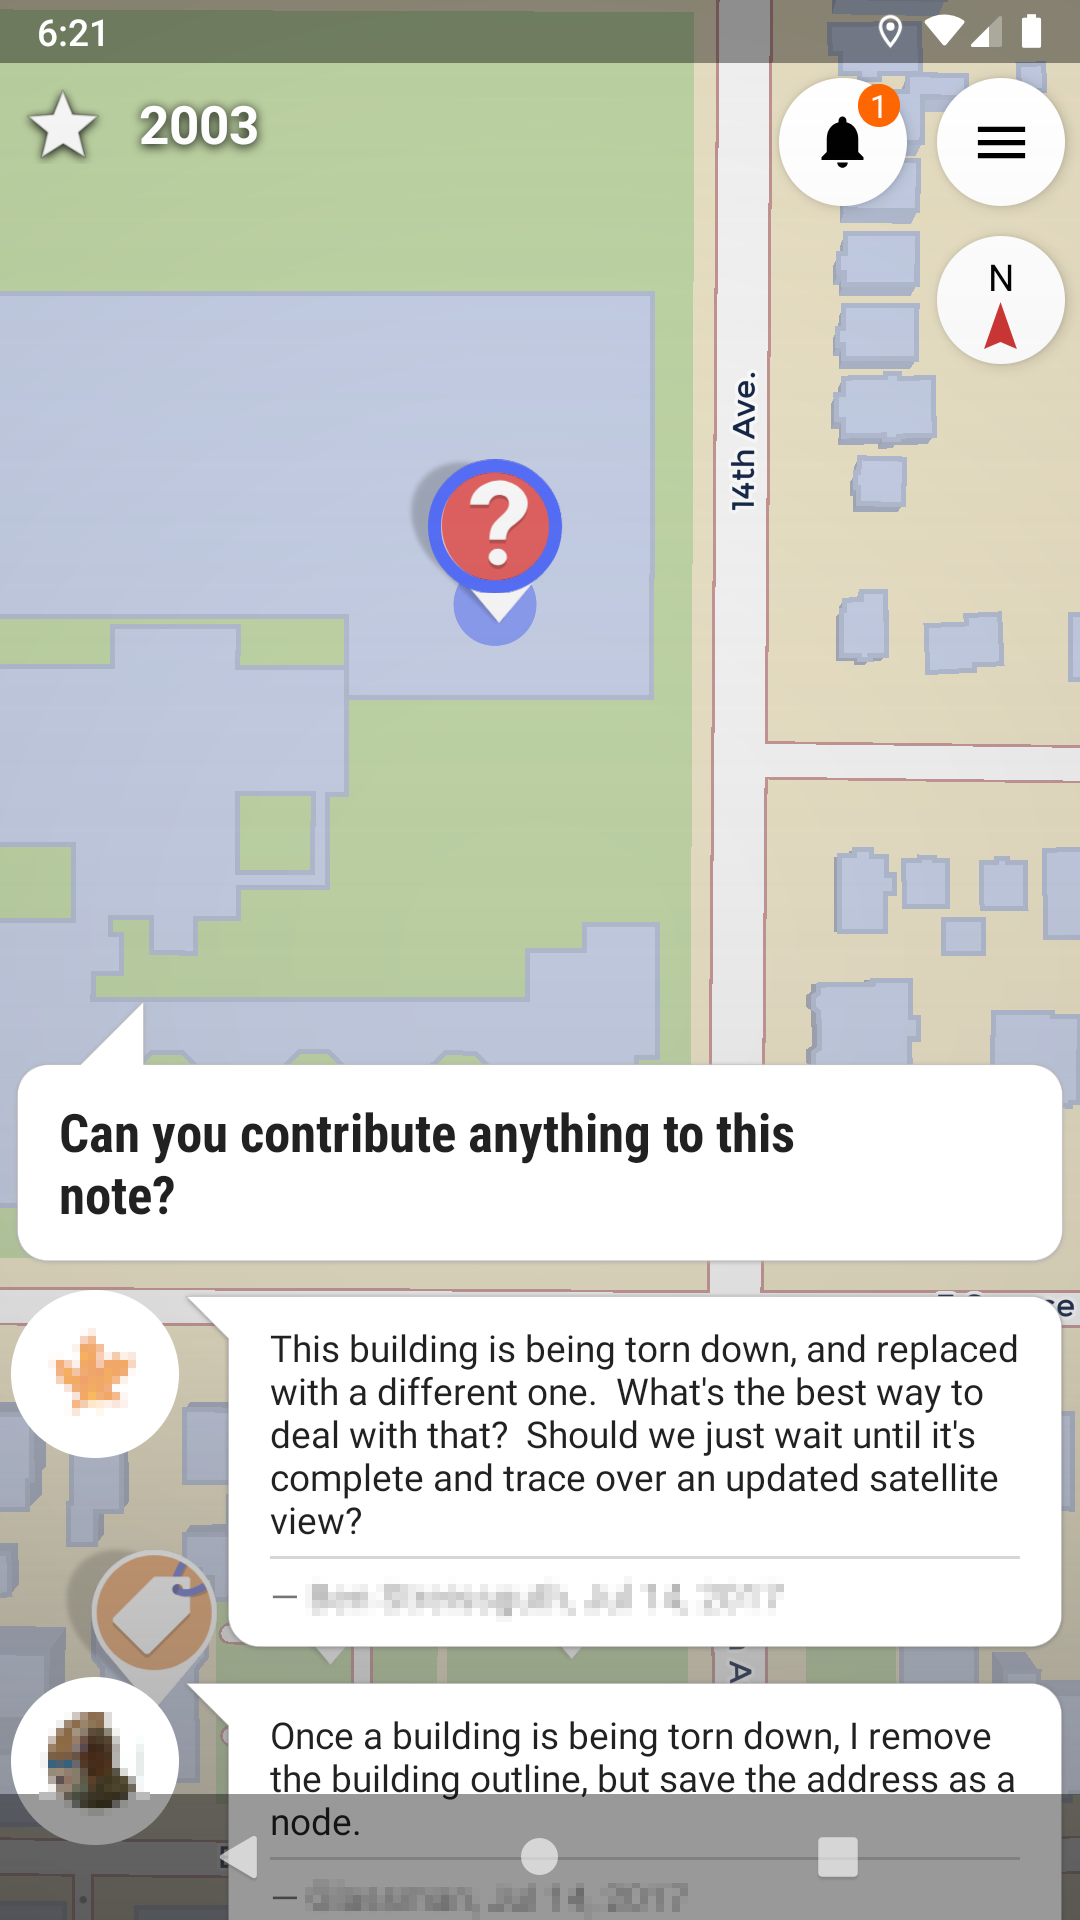 6:21
2003
1
N
14th Ave.
Can you contribute anything to this
note?
This building is being torn down, and replaced
with a different one.  What's the best way to
deal with that?  Should we just wait until it's
complete and trace over an updated satellite
view?
— Jul 14, 2017
Once a building is being torn down, I remove
the building outline, but save the address as a
node.
— Jul 14, 2017